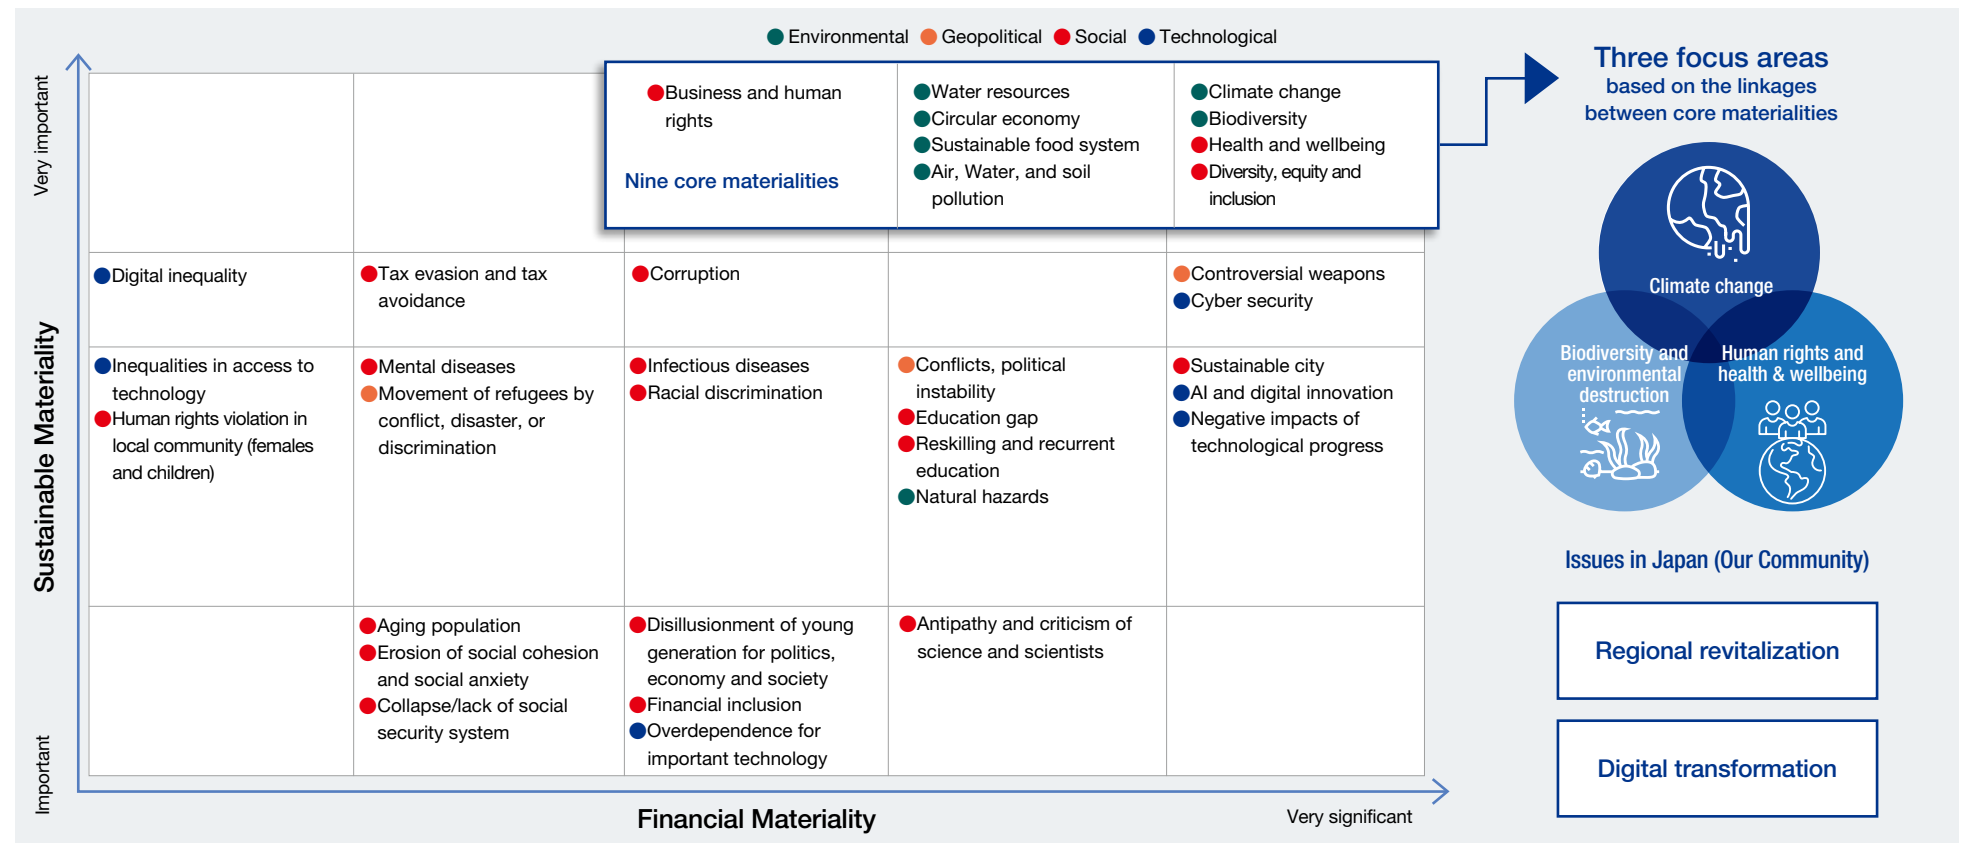 Environmental Geopolitical Social Technological
Very important
Sustainable Materiality
Important
Business and human
rights
Nine core materialities
Water resources
Circular economy
Sustainable food system
Air, Water, and soil
pollution
Climate change
Biodiversity
Health and wellbeing
Diversity, equity and
inclusion
Digital inequality
Tax evasion and tax
avoidance
Corruption
Controversial weapons
Cyber security
Inequalities in access to
technology
Human rights violation in
local community (females
and children)
Mental diseases
Movement of refugees by
conflict, disaster, or
discrimination
Infectious diseases
Racial discrimination
Conflicts, political
instability
Education gap
Reskilling and recurrent
education
Natural hazards
Sustainable city
AI and digital innovation
Negative impacts of
technological progress
Aging population
Erosion of social cohesion
and social anxiety
Collapse/lack of social
security system
Disillusionment of young
generation for politics,
economy and society
Financial inclusion
Overdependence for
important technology
Antipathy and criticism of
science and scientists
Financial Materiality
Very significant
Three focus areas
based on the linkages
between core materialities
Climate change
Biodiversity and
environmental
destruction
Human rights and
health & wellbeing
Issues in Japan (Our Community)
Regional revitalization
Digital transformation